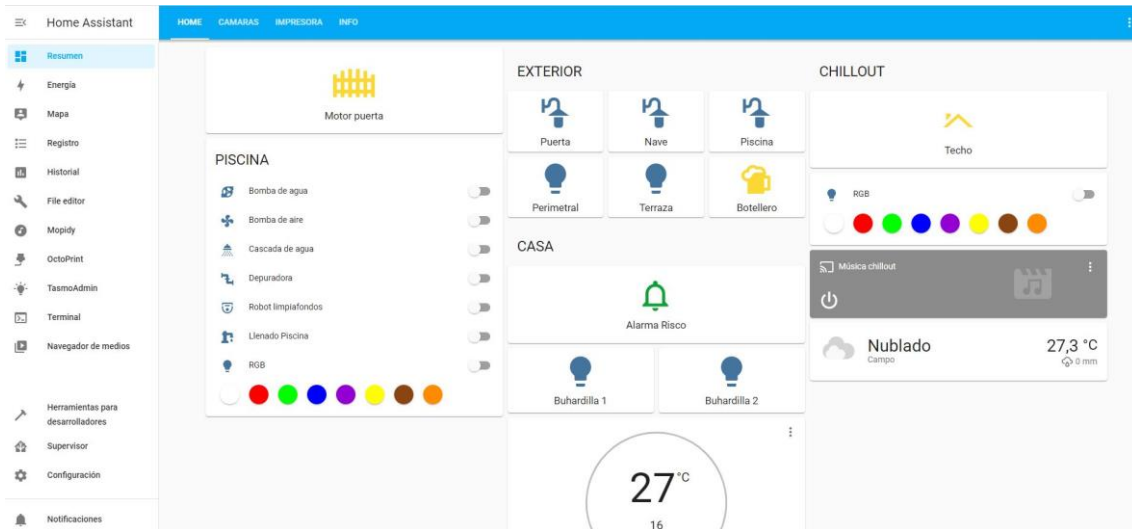 Home Assistant
Resumen
Energía
Mapa
Registro
Historial
File editor
Mopidy
OctoPrint
TasmoAdmin
Terminal
Navegador de medios
Herramientas para
desarrolladores
Supervisor
Configuración
Notificaciones
HOME CAMARAS IMPRESORA INFO
Motor puerta
PISCINA
Bomba de agua
Bomba de aire
Cascada de agua
Depuradora
Robot limpiafondos
Llenado Piscina
RGB
EXTERIOR
Puerta Nave Piscina
Perimetral Terraza Botellero
CASA
Alarma Risco
Buhardilla 1 Buhardilla 2
27 °C
16
CHILLOUT
Techo
RGB
Música chillout
Nublado 27,3 °C
Campo 0 mm